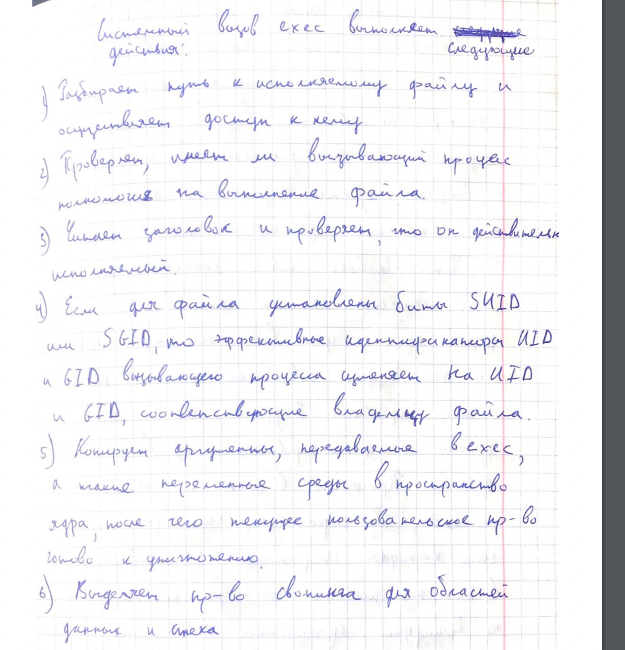 Системный вызов exec выполняет
действия: следующие
1) Разбирает путь к исполняемому файлу и
осуществляет доступ к нему
2) Проверяет, имеет ли вызывающий процесс
полномочия на выполнение файла.
3) Читает заголовок и проверяет, что он действительн
исполняемый.
4) Если для файла установлены биты SUID
или SGID, то эффективные идентификаторы UID
и GID вызывающего процесса изменяет на UID
и GID, соответствующие владельцу файла.
5) Копирует аргументы, передаваемые в exec,
а также переменные среды в пространство
ядра, после чего текущее пользовательское пр-во
готово к уничтожению.
6) Выделяет пр-во свопинга для областей
данных и стека